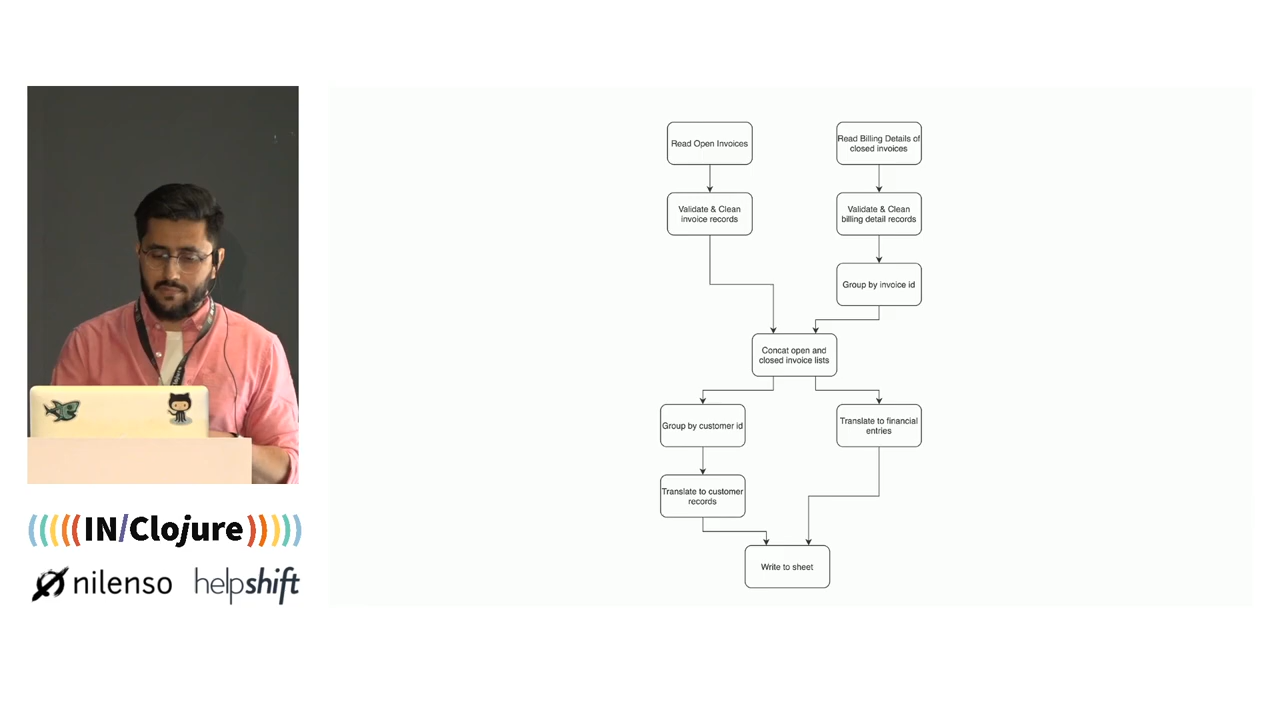 Read Open Invoices
Read Billing Details of
closed invoices
Validate & Clean
invoice records
Validate & Clean
billing detail records
Group by invoice id
Concat open and
closed invoice lists
Group by customer id
Translate to financial
entries
Translate to customer
records
Write to sheet
(((((IN/Clojure)))))
nilenso
helpshift